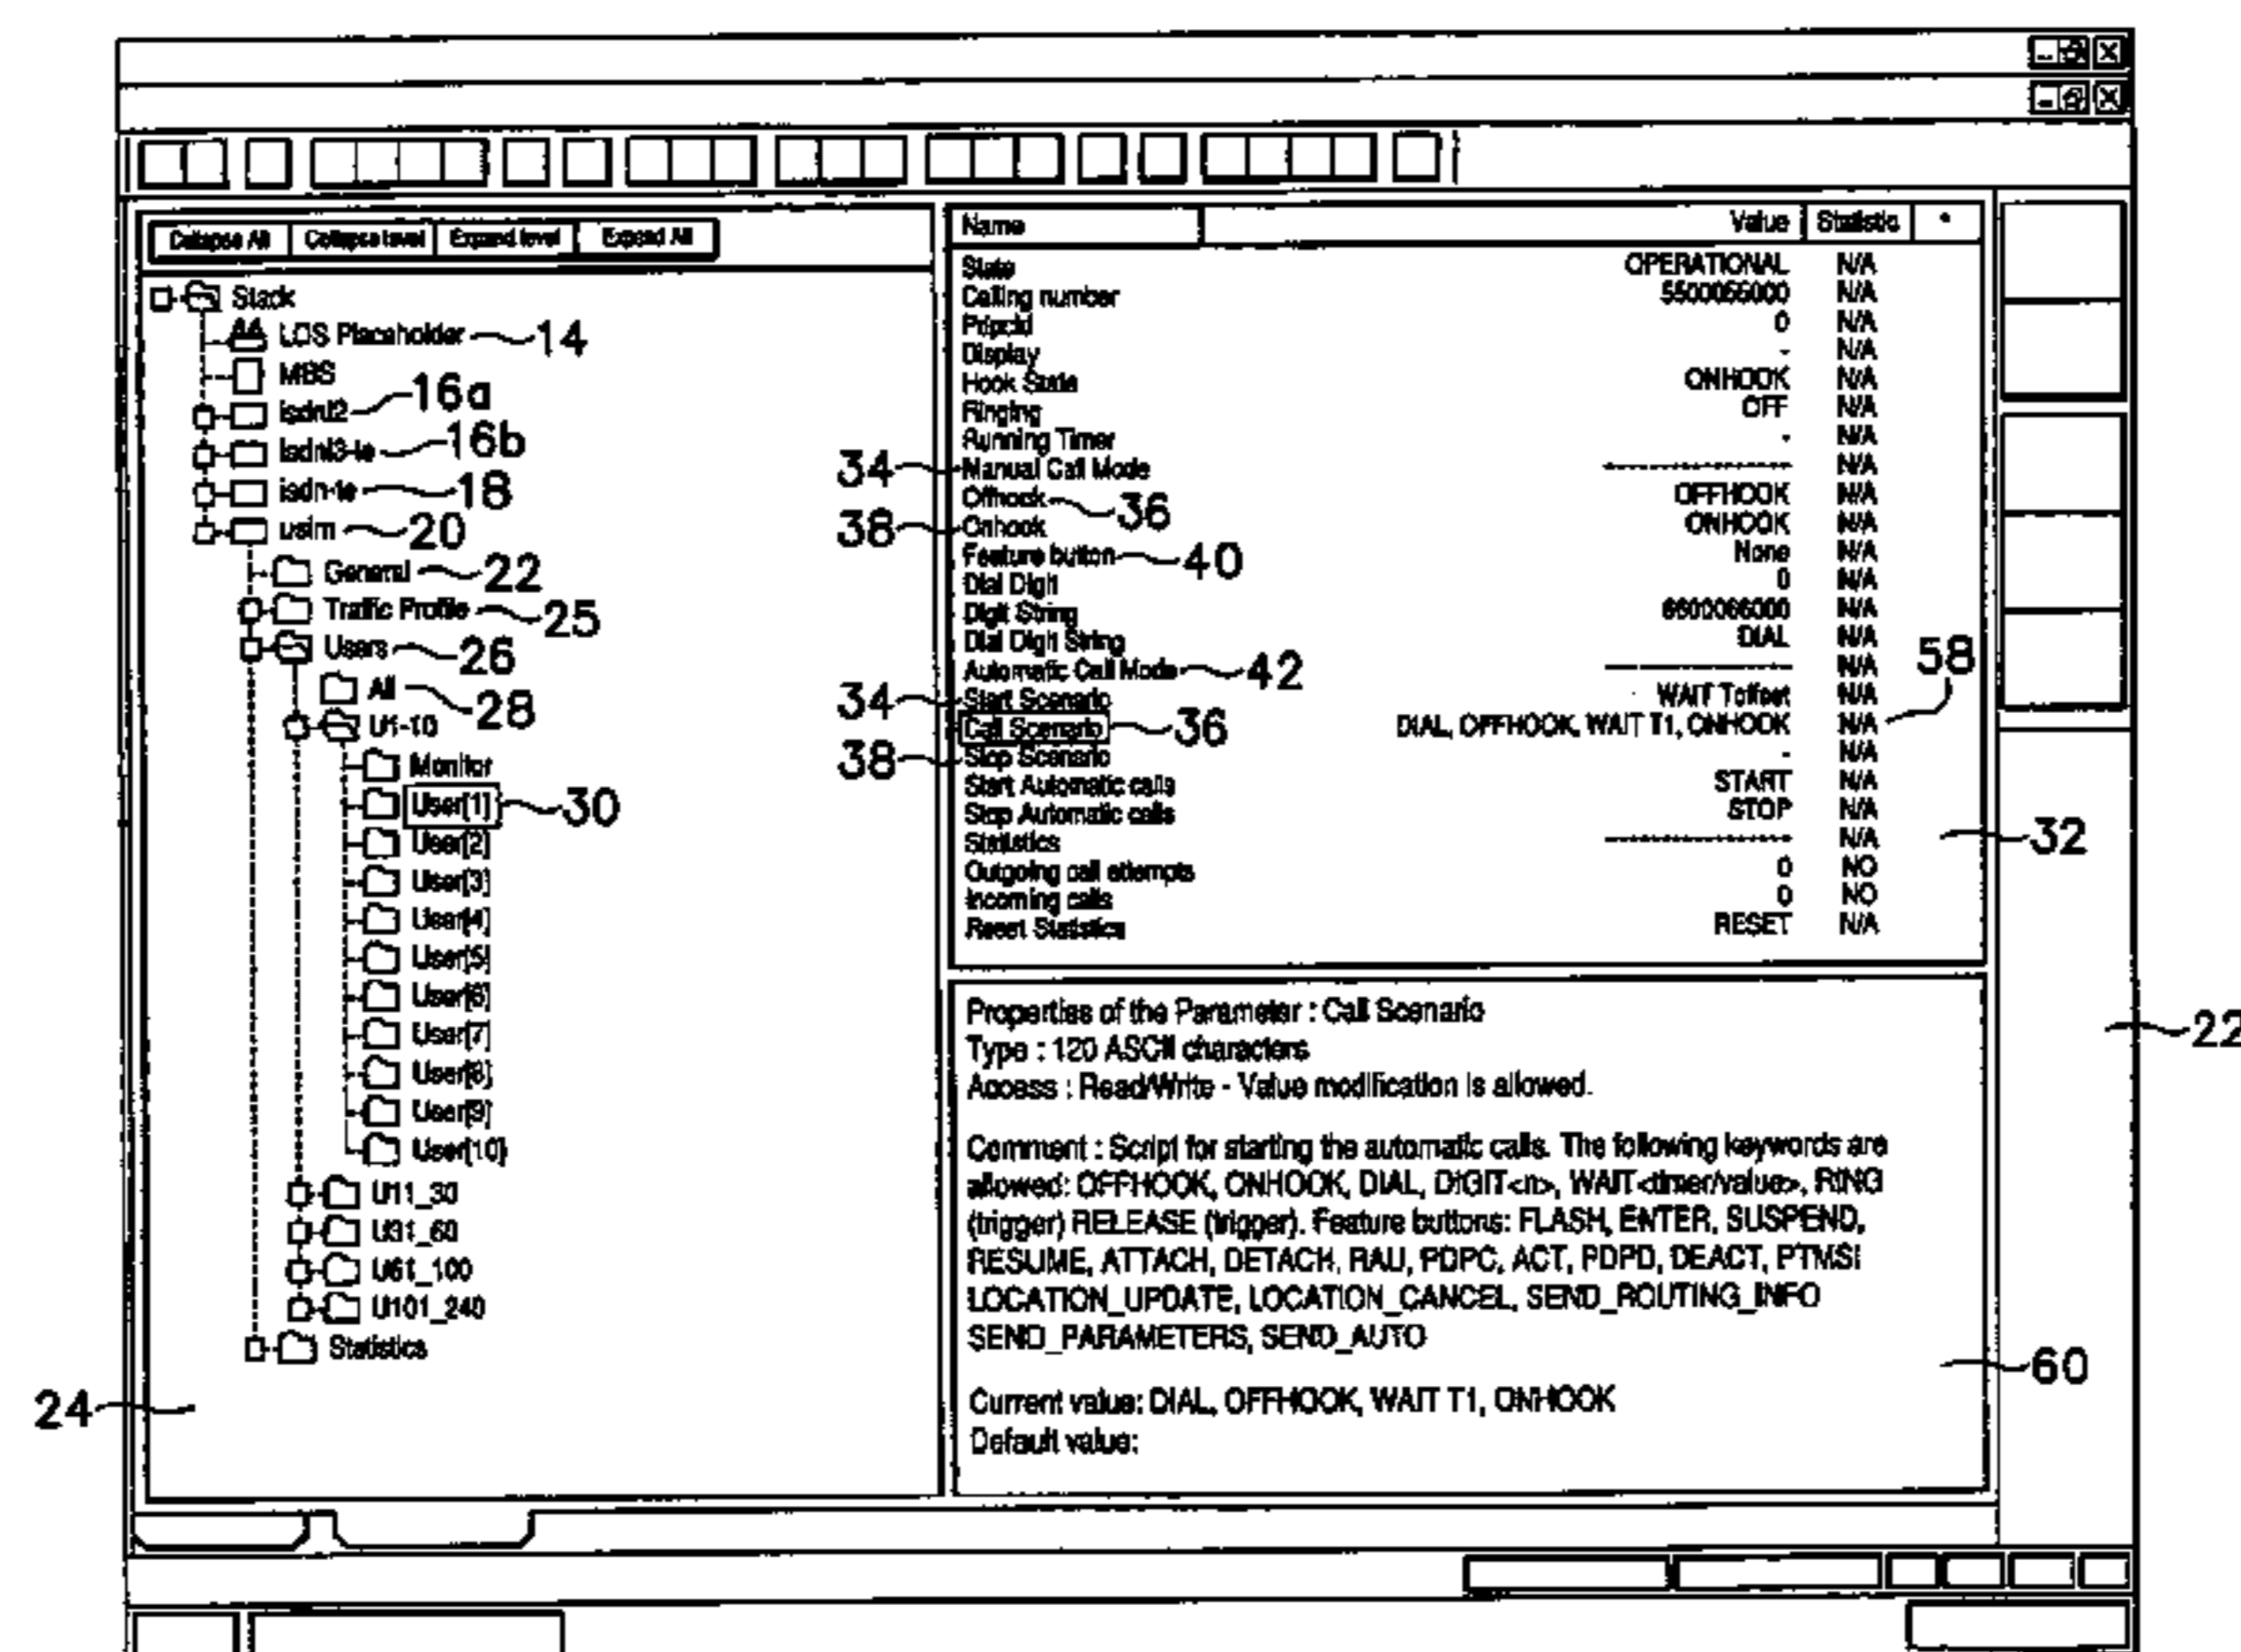 Collapse All Collapse level Expand level Expand All
Stack
LOS Placeholder 14
MBS
isdnl2 16a
isdnl3-te 16b
isdn-te 18
usim 20
General 22
Traffic Profile 25
Users 26
All 28
U1-10
Monitor
User[1] 30
User[2]
User[3]
User[4]
User[5]
User[6]
User[7]
User[8]
User[9]
User[10]
U11_30
U31_60
U61_100
U101_240
Statistics
24
Name Value Statistic *
State OPERATIONAL N/A
Calling number N/A
0 N/A
Display - N/A
Hook State ONHOOK N/A
Ringing OFF N/A
Running Timer - N/A
34 Manual Call Mode -------------------- N/A
Offhook 36 OFFHOOK N/A
38 Onhook ONHOOK N/A
Feature button 40 None N/A
Dial Digit 0 N/A
Digit String N/A
Dial Digit String DIAL N/A
Automatic Call Mode 42 -------------------- N/A 58
34 Start Scenario WAIT Toffset N/A
Call Scenario 36 DIAL, OFFHOOK, WAIT T1, ONHOOK N/A
38 Stop Scenario - N/A
Start Automatic calls START N/A
Stop Automatic calls STOP N/A
Statistics -------------------- N/A 32
Outgoing call attempts 0 NO
Incoming calls 0 NO
Reset Statistics RESET N/A
Properties of the Parameter : Call Scenario
Type : 120 ASCII characters
Access : Read/Write - Value modification is allowed.
22
Comment : Script for starting the automatic calls. The following keywords are
allowed: OFFHOOK, ONHOOK, DIAL, DIGIT<n>, WAIT<timer/value>, RING
(trigger) RELEASE (trigger). Feature buttons: FLASH, ENTER, SUSPEND,
RESUME, ATTACH, DETACH, RAU, PDPC, ACT, PDPD, DEACT, PTMSI
LOCATION_UPDATE, LOCATION_CANCEL, SEND_ROUTING_INFO
SEND_PARAMETERS, SEND_AUTO
60
Current value: DIAL, OFFHOOK, WAIT T1, ONHOOK
Default value: